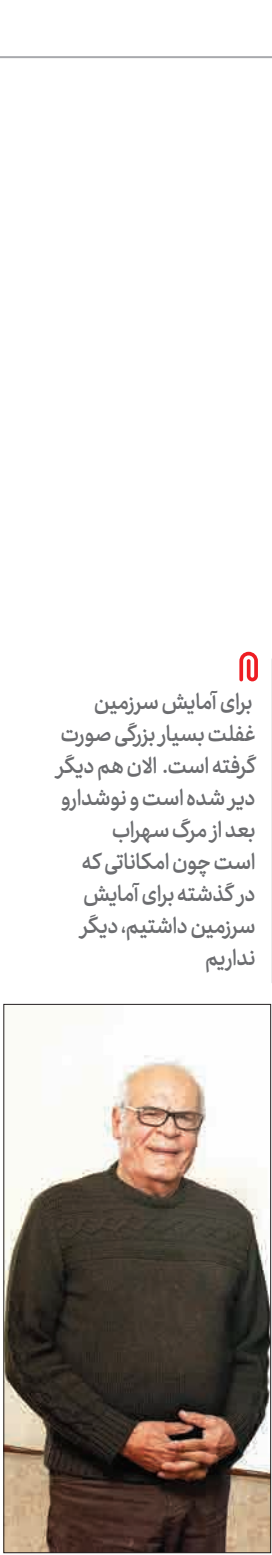 برای آمایش سرزمین
غفلت بسیار بزرگی صورت
گرفته است. الان هم دیگر
دیر شده است و نوشدارو
بعد از مرگ سهراب
است چون امکاناتی که
در گذشته برای آمایش
سرزمین داشتیم، دیگر
نداریم